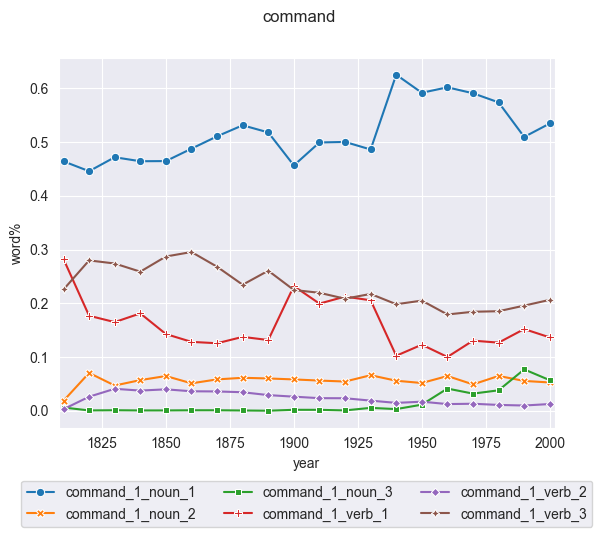 command
0.6
0.5
0.4
0.3
0.2
0.1
0.0
word%
1825 1850 1875 1900 1925 1950 1975 2000
year
command_1_noun_1 command_1_noun_3 command_1_verb_2
command_1_noun_2 command_1_verb_1 command_1_verb_3